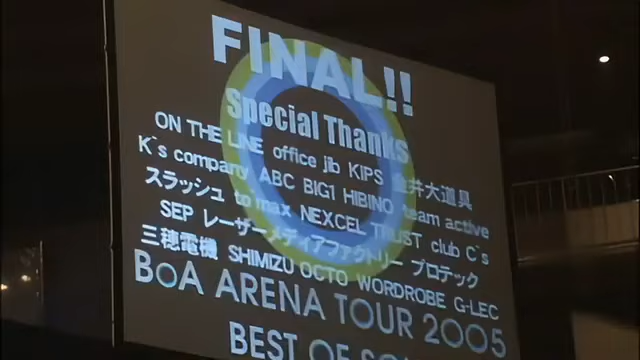 FINAL!!
Special Thanks
ON THE LINE office jib KIPS 金井大道具
K's company ABC BIG1 HIBINO team active
スラッシュ to max NEXCEL TRUST club C's
SEP レーザーメディアファクトリー プロテック
三穂電機 SHIMIZU OCTO WORDROBE G-LEC
BoA ARENA TOUR 2005
BEST OF